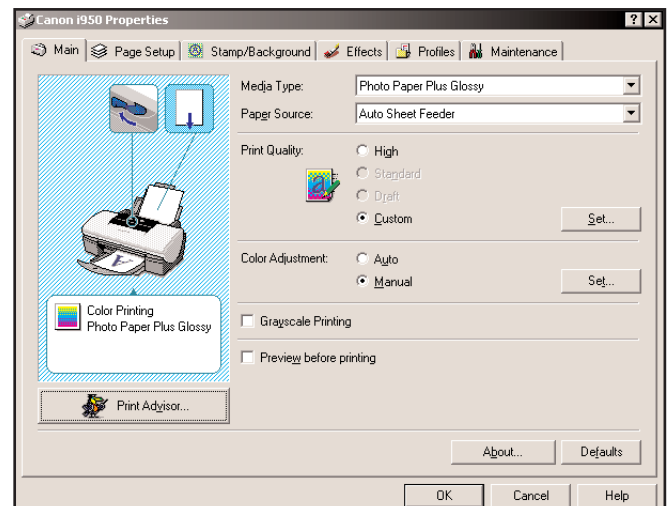 Canon i950 Properties
Main Page Setup Stamp/Background Effects Profiles Maintenance
Media Type: Photo Paper Plus Glossy
Paper Source: Auto Sheet Feeder
Print Quality: High
Standard
Draft
Custom Set...
Color Adjustment: Auto
Manual Set...
Color Printing
Photo Paper Plus Glossy
Grayscale Printing
Preview before printing
Print Advisor...
About... Defaults
OK Cancel Help